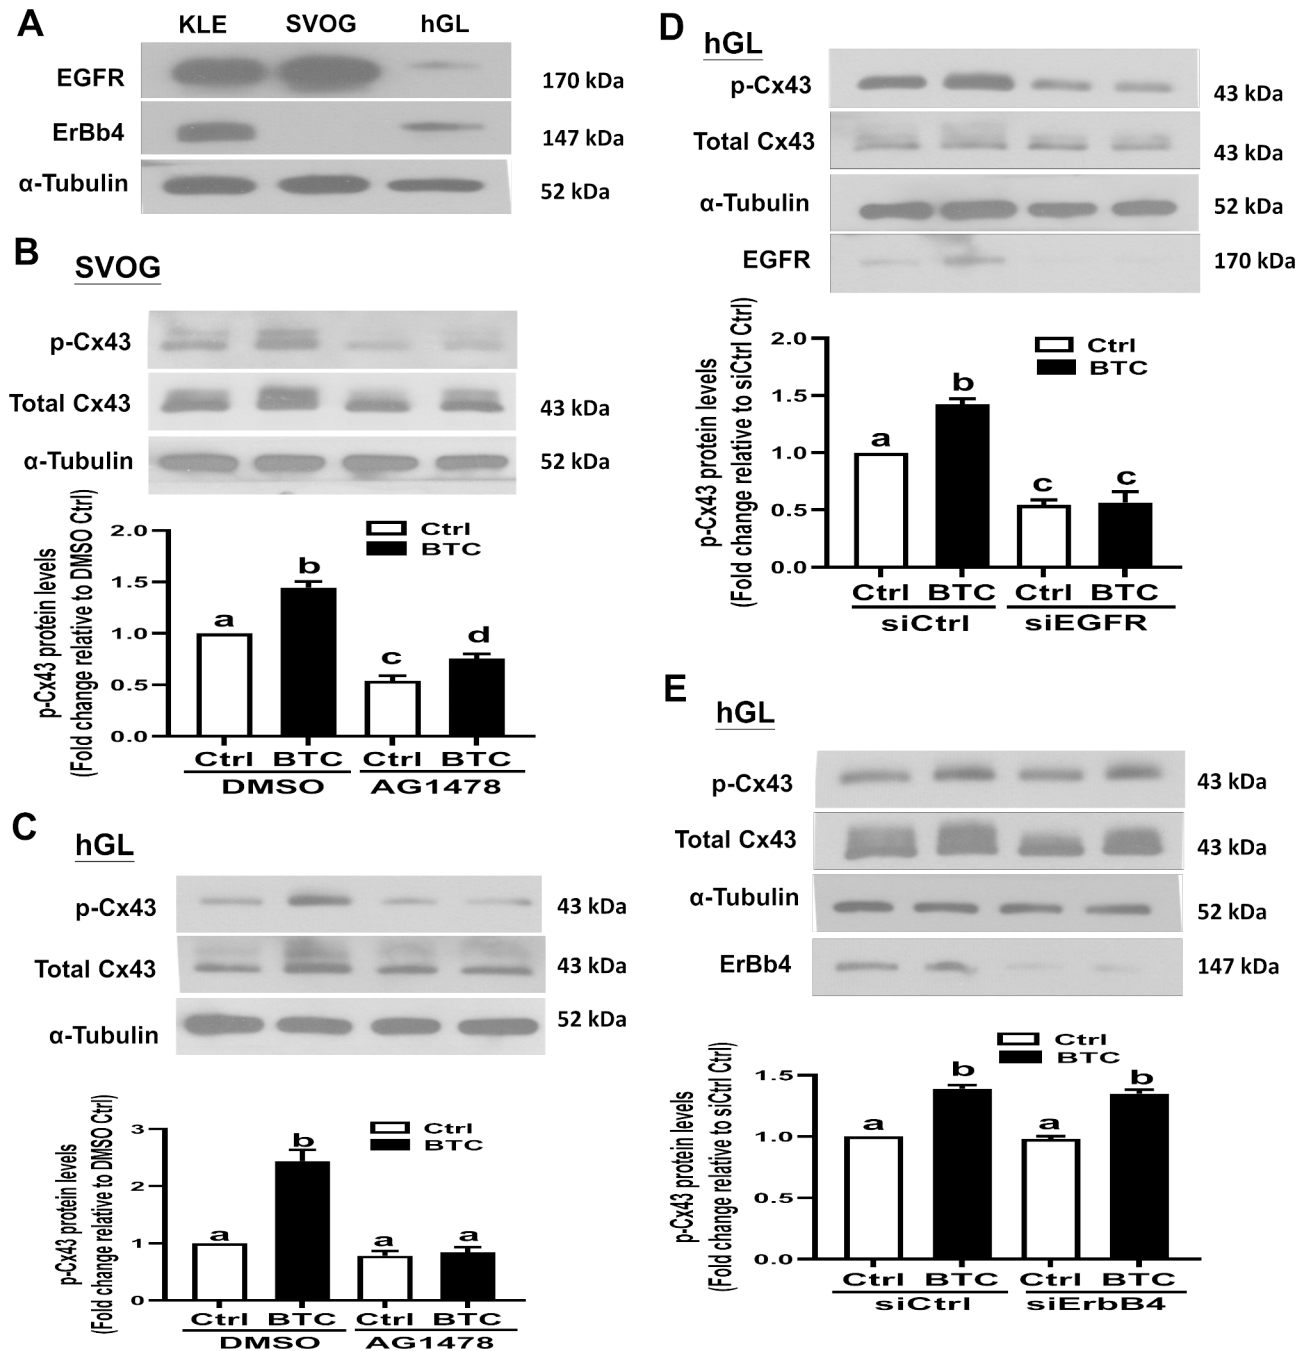 A
KLE SVOG hGL
EGFR 170 kDa
ErBb4 147 kDa
α-Tubulin 52 kDa
B
SVOG
p-Cx43
Total Cx43 43 kDa
α-Tubulin 52 kDa
p-Cx43 protein levels
(Fold change relative to DMSO Ctrl)
2.0
1.5
1.0
0.5
0.0
Ctrl
BTC
a b c d
Ctrl BTC Ctrl BTC
DMSO AG1478
C
hGL
p-Cx43 43 kDa
Total Cx43 43 kDa
α-Tubulin 52 kDa
p-Cx43 protein levels
(Fold change relative to DMSO Ctrl)
3
2
1
0
Ctrl
BTC
a b a a
Ctrl BTC Ctrl BTC
DMSO AG1478
D
hGL
p-Cx43 43 kDa
Total Cx43 43 kDa
α-Tubulin 52 kDa
EGFR 170 kDa
p-Cx43 protein levels
(Fold change relative to siCtrl Ctrl)
2.0
1.5
1.0
0.5
0.0
Ctrl
BTC
a b c c
Ctrl BTC Ctrl BTC
siCtrl siEGFR
E
hGL
p-Cx43 43 kDa
Total Cx43 43 kDa
α-Tubulin 52 kDa
ErBb4 147 kDa
p-Cx43 protein levels
(Fold change relative to siCtrl Ctrl)
1.5
1.0
0.5
0.0
Ctrl
BTC
a b a b
Ctrl BTC Ctrl BTC
siCtrl siErbB4